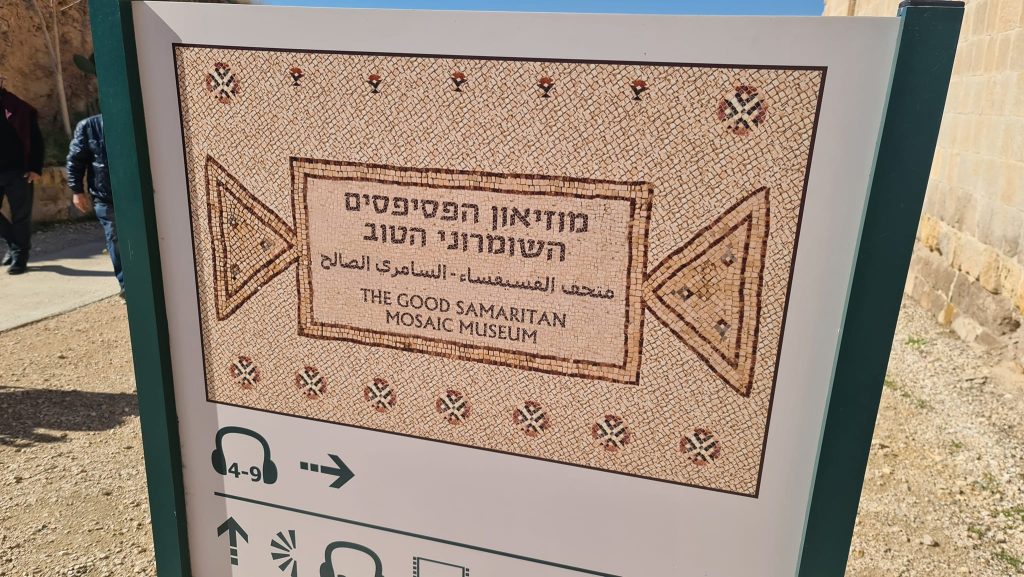 מוזיאון הפסיפסים
השומרוני הטוב
متحف الفسيفساء - السامري الصالح
THE GOOD SAMARITAN
MOSAIC MUSEUM
4-9